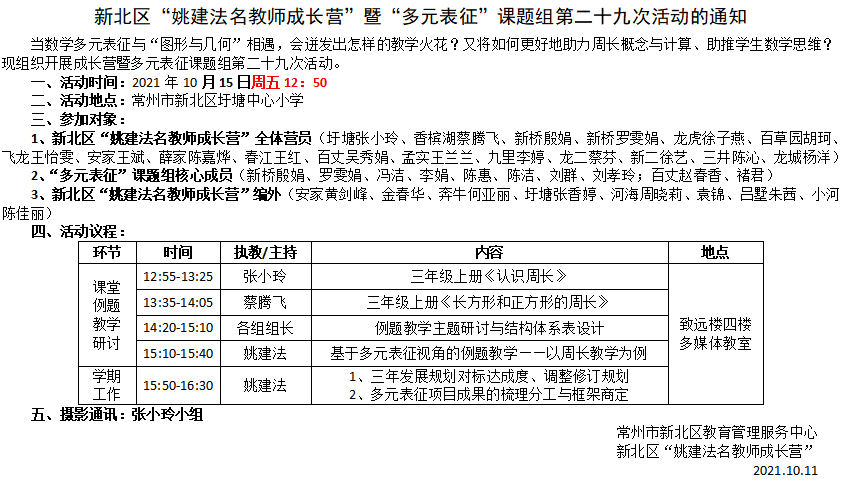 新北区“姚建法名教师成长营”暨“多元表征”课题组第二十九次活动的通知
当数学多元表征与“图形与几何”相遇，会迸发出怎样的教学火花？又将如何更好地助力周长概念与计算、助推学生数学思维？
现组织开展成长营暨多元表征课题组第二十九次活动。
一、活动时间：2021 年 10 月 15 日周五 12：50
二、活动地点：常州市新北区圩塘中心小学
三、参加对象：
1、新北区“姚建法名教师成长营”全体营员（圩塘张小玲、香槟湖蔡腾飞、新桥殷娟、新桥罗雯娟、龙虎徐子燕、百草园胡珂、
飞龙王怡雯、安家王斌、薛家陈嘉烨、春江王红、百丈吴秀娟、孟实王兰兰、九里李婷、龙二蔡芬、新二徐艺、三井陈沁、龙城杨洋）
2、“多元表征”课题组核心成员（新桥殷娟、罗雯娟、冯洁、李娟、陈惠、陈洁、刘群、刘孝玲；百丈赵春香、褚君）
3、新北区“姚建法名教师成长营”编外（安家黄剑峰、金春华、奔牛何亚丽、圩塘张香婷、河海周晓莉、袁锦、吕墅朱茜、小河
陈佳丽）
四、活动议程：
环节 时间 执教/主持 内容 地点
课堂例题教学研讨 12:55-13:25 张小玲 三年级上册《认识周长》 致远楼四楼多媒体教室
13:35-14:05 蔡腾飞 三年级上册《长方形和正方形的周长》
14:20-15:10 各组组长 例题教学主题研讨与结构体系表设计
15:10-15:40 姚建法 基于多元表征视角的例题教学——以周长教学为例
学期工作 15:50-16:30 姚建法 1、三年发展规划对标达成度、调整修订规划
2、多元表征项目成果的梳理分工与框架商定
五、摄影通讯：张小玲小组
常州市新北区教育管理服务中心
新北区“姚建法名教师成长营”
2021.10.11